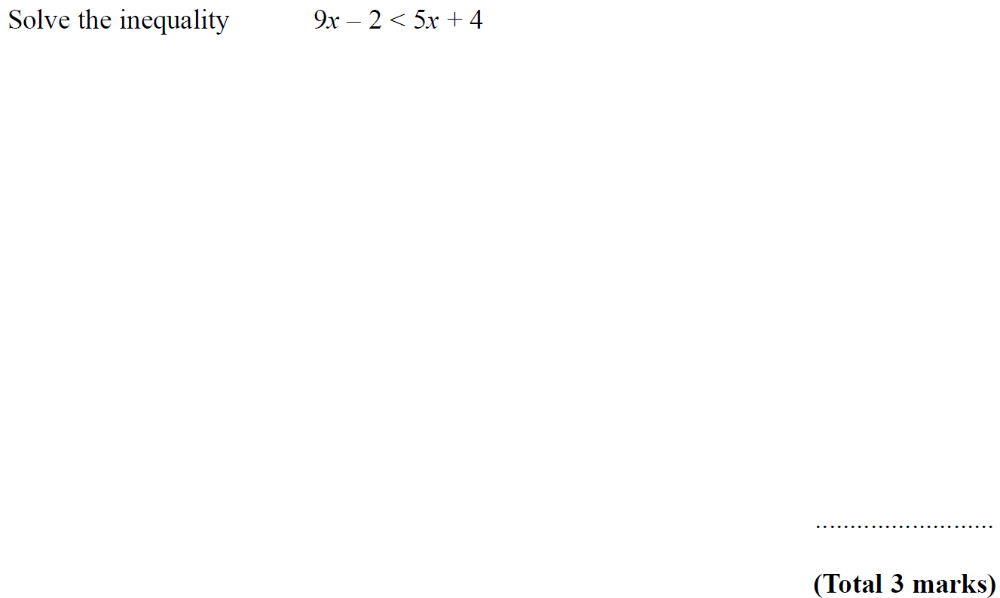 Solve the inequality 9x – 2 < 5x + 4
..........................
(Total 3 marks)